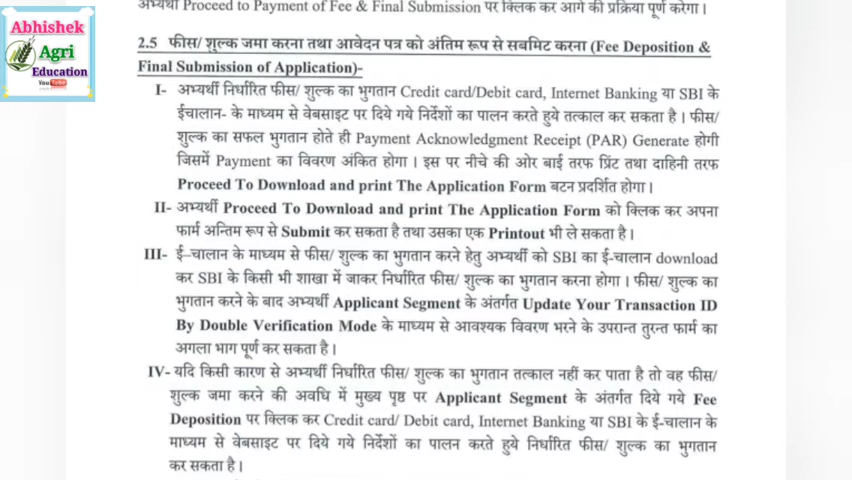 अभ्यर्थी Proceed to Payment of Fee & Final Submission पर क्लिक कर आगे की प्रक्रिया पूर्ण करेगा।
Abhishek
Agri
Education
You Tube
2.5 फीस/ शुल्क जमा करना तथा आवेदन पत्र को अंतिम रूप से सबमिट करना (Fee Deposition &
Final Submission of Application)-
I- अभ्यर्थी निर्धारित फीस/ शुल्क का भुगतान Credit card/Debit card, Internet Banking या SBI के
ईचालान- के माध्यम से वेबसाइट पर दिये गये निर्देशों का पालन करते हुये तत्काल कर सकता है। फीस/
शुल्क का सफल भुगतान होते ही Payment Acknowledgment Receipt (PAR) Generate होगी
जिसमें Payment का विवरण अंकित होगा। इस पर नीचे की ओर बाई तरफ प्रिंट तथा दाहिनी तरफ
Proceed To Download and print The Application Form बटन प्रदर्शित होगा।
II- अभ्यर्थी Proceed To Download and print The Application Form को क्लिक कर अपना
फार्म अन्तिम रूप से Submit कर सकता है तथा उसका एक Printout भी ले सकता है।
III- ई–चालान के माध्यम से फीस/ शुल्क का भुगतान करने हेतु अभ्यर्थी को SBI का ई-चालान download
कर SBI के किसी भी शाखा में जाकर निर्धारित फीस/ शुल्क का भुगतान करना होगा। फीस/ शुल्क का
भुगतान करने के बाद अभ्यर्थी Applicant Segment के अंतर्गत Update Your Transaction ID
By Double Verification Mode के माध्यम से आवश्यक विवरण भरने के उपरान्त तुरन्त फार्म का
अगला भाग पूर्ण कर सकता है।
IV- यदि किसी कारण से अभ्यर्थी निर्धारित फीस/ शुल्क का भुगतान तत्काल नहीं कर पाता है तो वह फीस/
शुल्क जमा करने की अवधि में मुख्य पृष्ठ पर Applicant Segment के अंतर्गत दिये गये Fee
Deposition पर क्लिक कर Credit card/ Debit card, Internet Banking या SBI के ई-चालान के
माध्यम से वेबसाइट पर दिये गये निर्देशों का पालन करते हुये निर्धारित फीस/ शुल्क का भुगतान
कर सकता है।